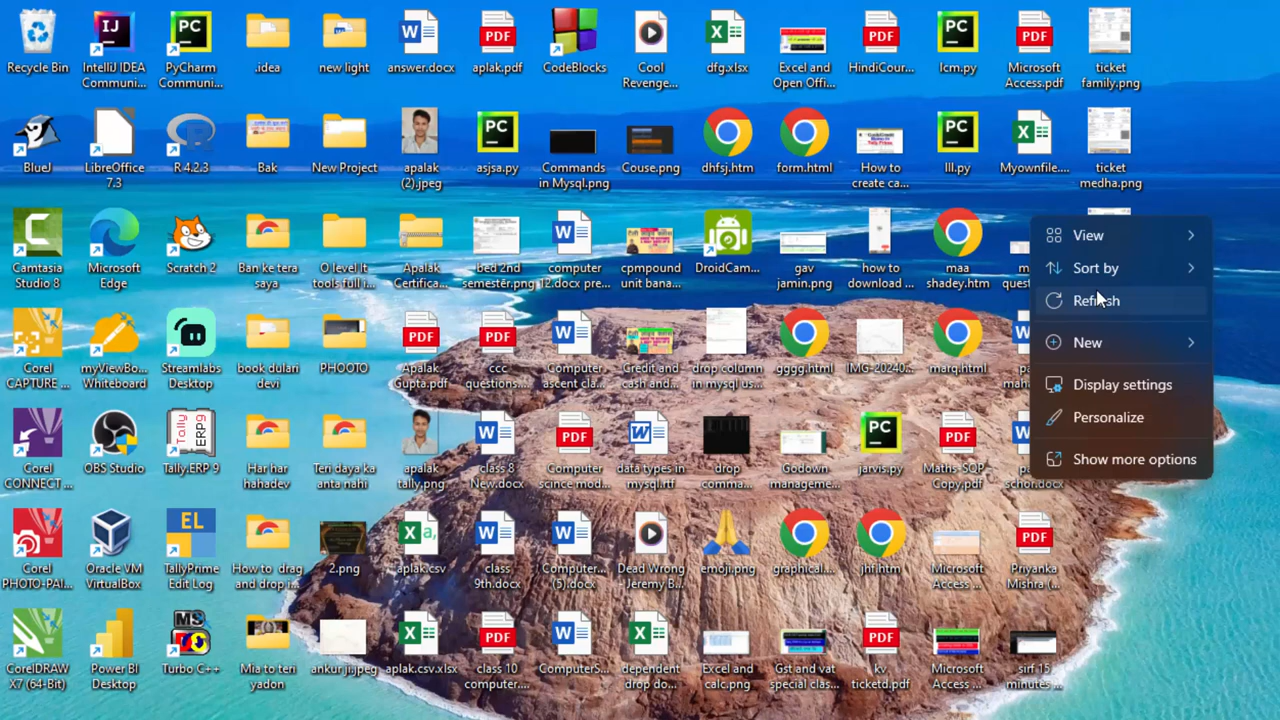 Recycle Bin
IntelliJ IDEA
Communi...
PyCharm
Communi...
.idea
new light
answer.docx
aplak.pdf
CodeBlocks
Cool
Revenge...
dfg.xlsx
Excel and
Open Offi...
HindiCour...
lcm.py
Microsoft
Access.pdf
ticket
family.png
BlueJ
LibreOffice
7.3
R 4.2.3
Bak
New Project
apalak
(2).jpeg
asjsa.py
Commands
in Mysql.png
Couse.png
dhfsj.htm
form.html
How to
create ca...
lll.py
Myownfile....
ticket
medha.png
Camtasia
Studio 8
Microsoft
Edge
Scratch 2
Ban ke tera
saya
O level It
tools full i...
Apalak
Certifica...
bed 2nd
semester.png
computer
12.docx pre...
cpmpound
unit bana...
DroidCam...
gav
jamin.png
how to
download ...
maa
shadey.htm
View
Sort by
Refresh
New
Display settings
Personalize
Show more options
Corel
CAPTURE ...
myViewBo...
Whiteboard
Streamlabs
Desktop
book dulari
devi
PHOOTO
Apalak
Gupta.pdf
ccc
questions....
Computer
ascent cla...
Credit and
cash and...
drop column
in mysql us...
gggg.html
IMG-20240...
marq.html
Corel
CONNECT ...
OBS Studio
Tally.ERP 9
Har har
hahadev
Teri daya ka
anta nahi
apalak
tally.png
class 8
New.docx
Computer
scince mod...
data types in
mysql.rtf
drop
comma...
Godown
manageme...
jarvis.py
Maths-SQP-
Copy.pdf
schor.docx
Corel
PHOTO-PAI...
Oracle VM
VirtualBox
TallyPrime
Edit Log
How to drag
and drop i...
2.png
aplak.csv
class
9th.docx
Computer...
(5).docx
Dead Wrong
- Jeremy B...
emoji.png
graphical....
jhf.htm
Microsoft
Access ...
Priyanka
Mishra (...
CorelDRAW
X7 (64-Bit)
Power BI
Desktop
Turbo C++
Mia to teri
yadon
ankur ji.jpeg
aplak.csv.xlsx
class 10
computer....
ComputerS...
dependent
drop do...
Excel and
calc.png
Gst and vat
special clas...
kv
ticketd.pdf
Microsoft
Access ...
sirf 15
minutes ...